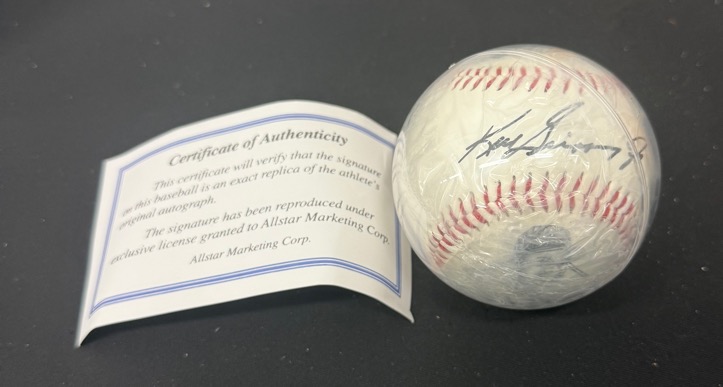 Certificate of Authenticity
This certificate will verify that the signature
on this baseball is an exact replica of the athlete's
original autograph.
The signature has been reproduced under
exclusive license granted to Allstar Marketing Corp.
Allstar Marketing Corp.
Ken Jr.